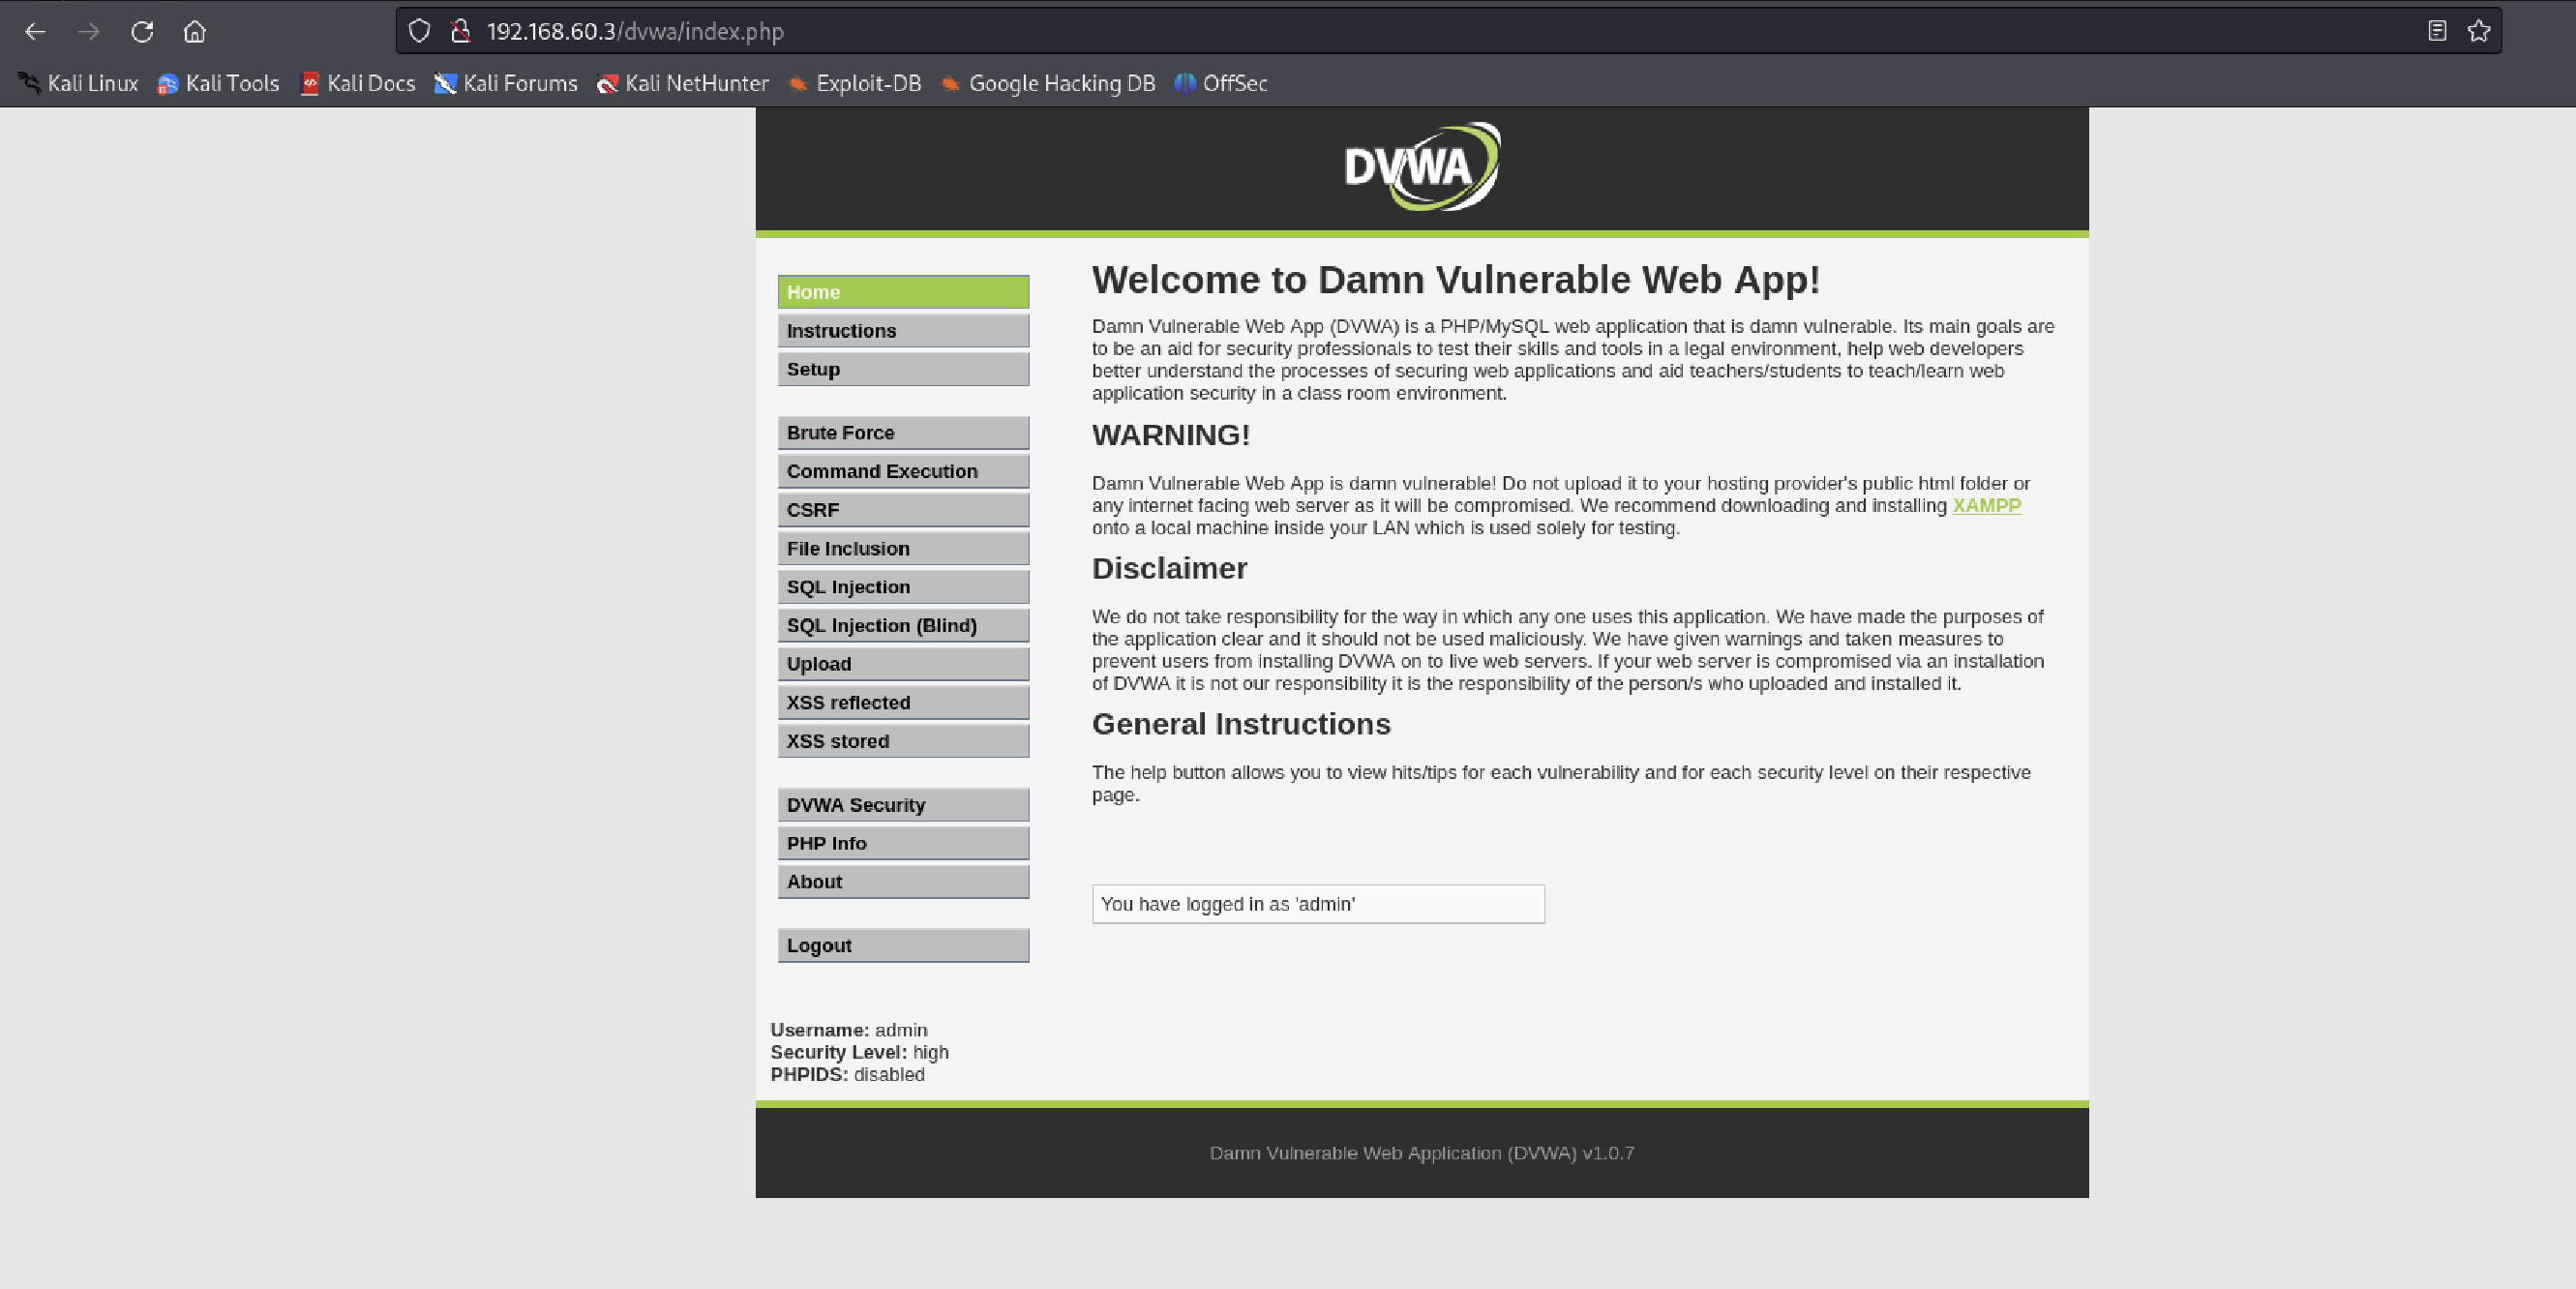 192.168.60.3/dvwa/index.php
Kali Linux Kali Tools Kali Docs Kali Forums Kali NetHunter Exploit-DB Google Hacking DB OffSec
DVWA
Home
Instructions
Setup
Brute Force
Command Execution
CSRF
File Inclusion
SQL Injection
SQL Injection (Blind)
Upload
XSS reflected
XSS stored
DVWA Security
PHP Info
About
Logout
Username: admin
Security Level: high
PHPIDS: disabled
Welcome to Damn Vulnerable Web App!
Damn Vulnerable Web App (DVWA) is a PHP/MySQL web application that is damn vulnerable. Its main goals are
to be an aid for security professionals to test their skills and tools in a legal environment, help web developers
better understand the processes of securing web applications and aid teachers/students to teach/learn web
application security in a class room environment.
WARNING!
Damn Vulnerable Web App is damn vulnerable! Do not upload it to your hosting provider's public html folder or
any internet facing web server as it will be compromised. We recommend downloading and installing XAMPP
onto a local machine inside your LAN which is used solely for testing.
Disclaimer
We do not take responsibility for the way in which any one uses this application. We have made the purposes of
the application clear and it should not be used maliciously. We have given warnings and taken measures to
prevent users from installing DVWA on to live web servers. If your web server is compromised via an installation
of DVWA it is not our responsibility it is the responsibility of the person/s who uploaded and installed it.
General Instructions
The help button allows you to view hits/tips for each vulnerability and for each security level on their respective
page.
You have logged in as 'admin'
Damn Vulnerable Web Application (DVWA) v1.0.7